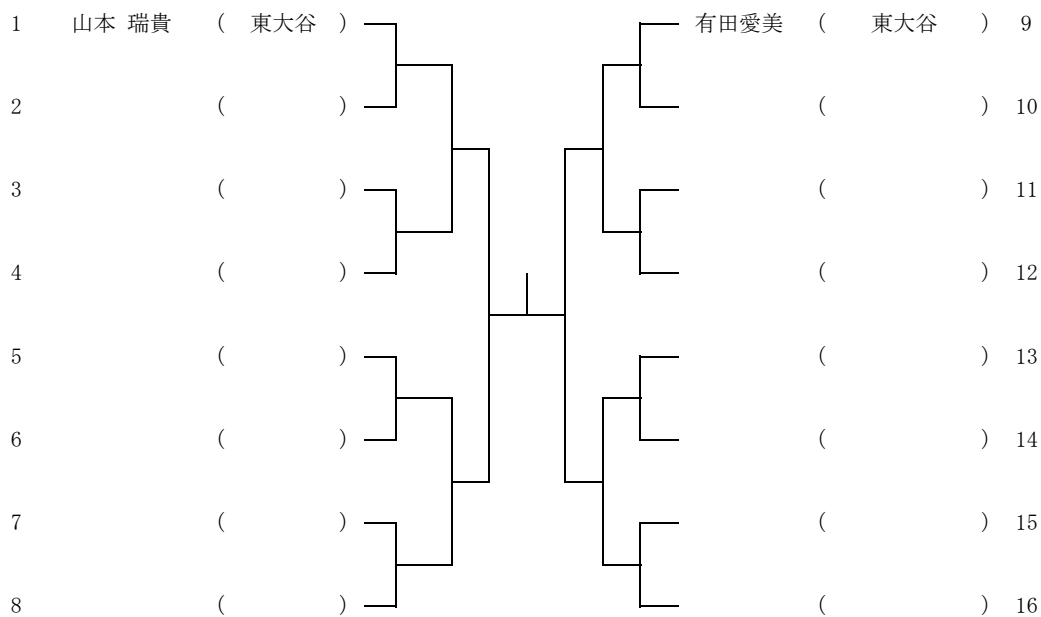 1 山本 瑞貴 ( 東大谷 ) 有田愛美 ( 東大谷 ) 9
2 ( ) ( ) 10
3 ( ) ( ) 11
4 ( ) ( ) 12
5 ( ) ( ) 13
6 ( ) ( ) 14
7 ( ) ( ) 15
8 ( ) ( ) 16